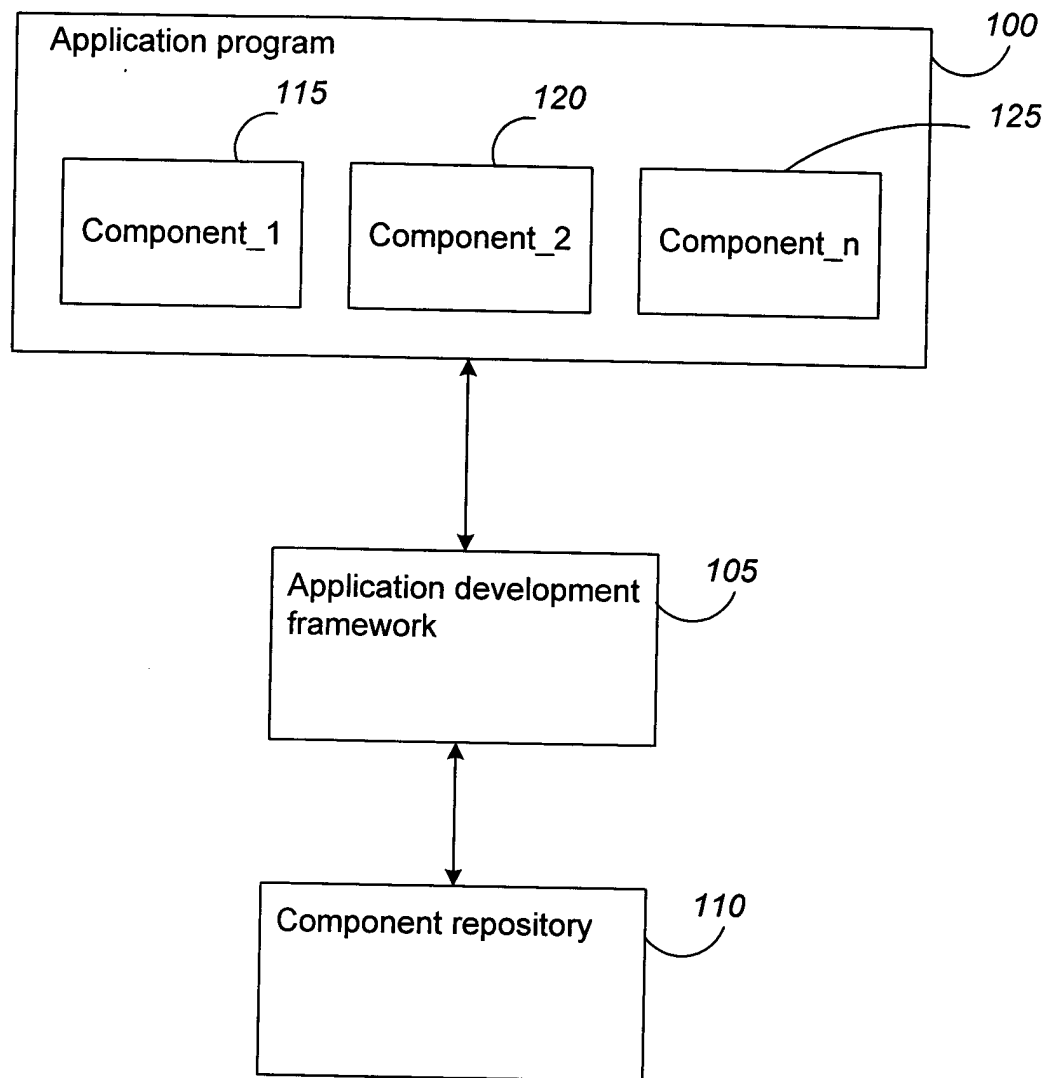 Application program
100
115
120
125
Component_1
Component_2
Component_n
Application development
framework
105
Component repository
110